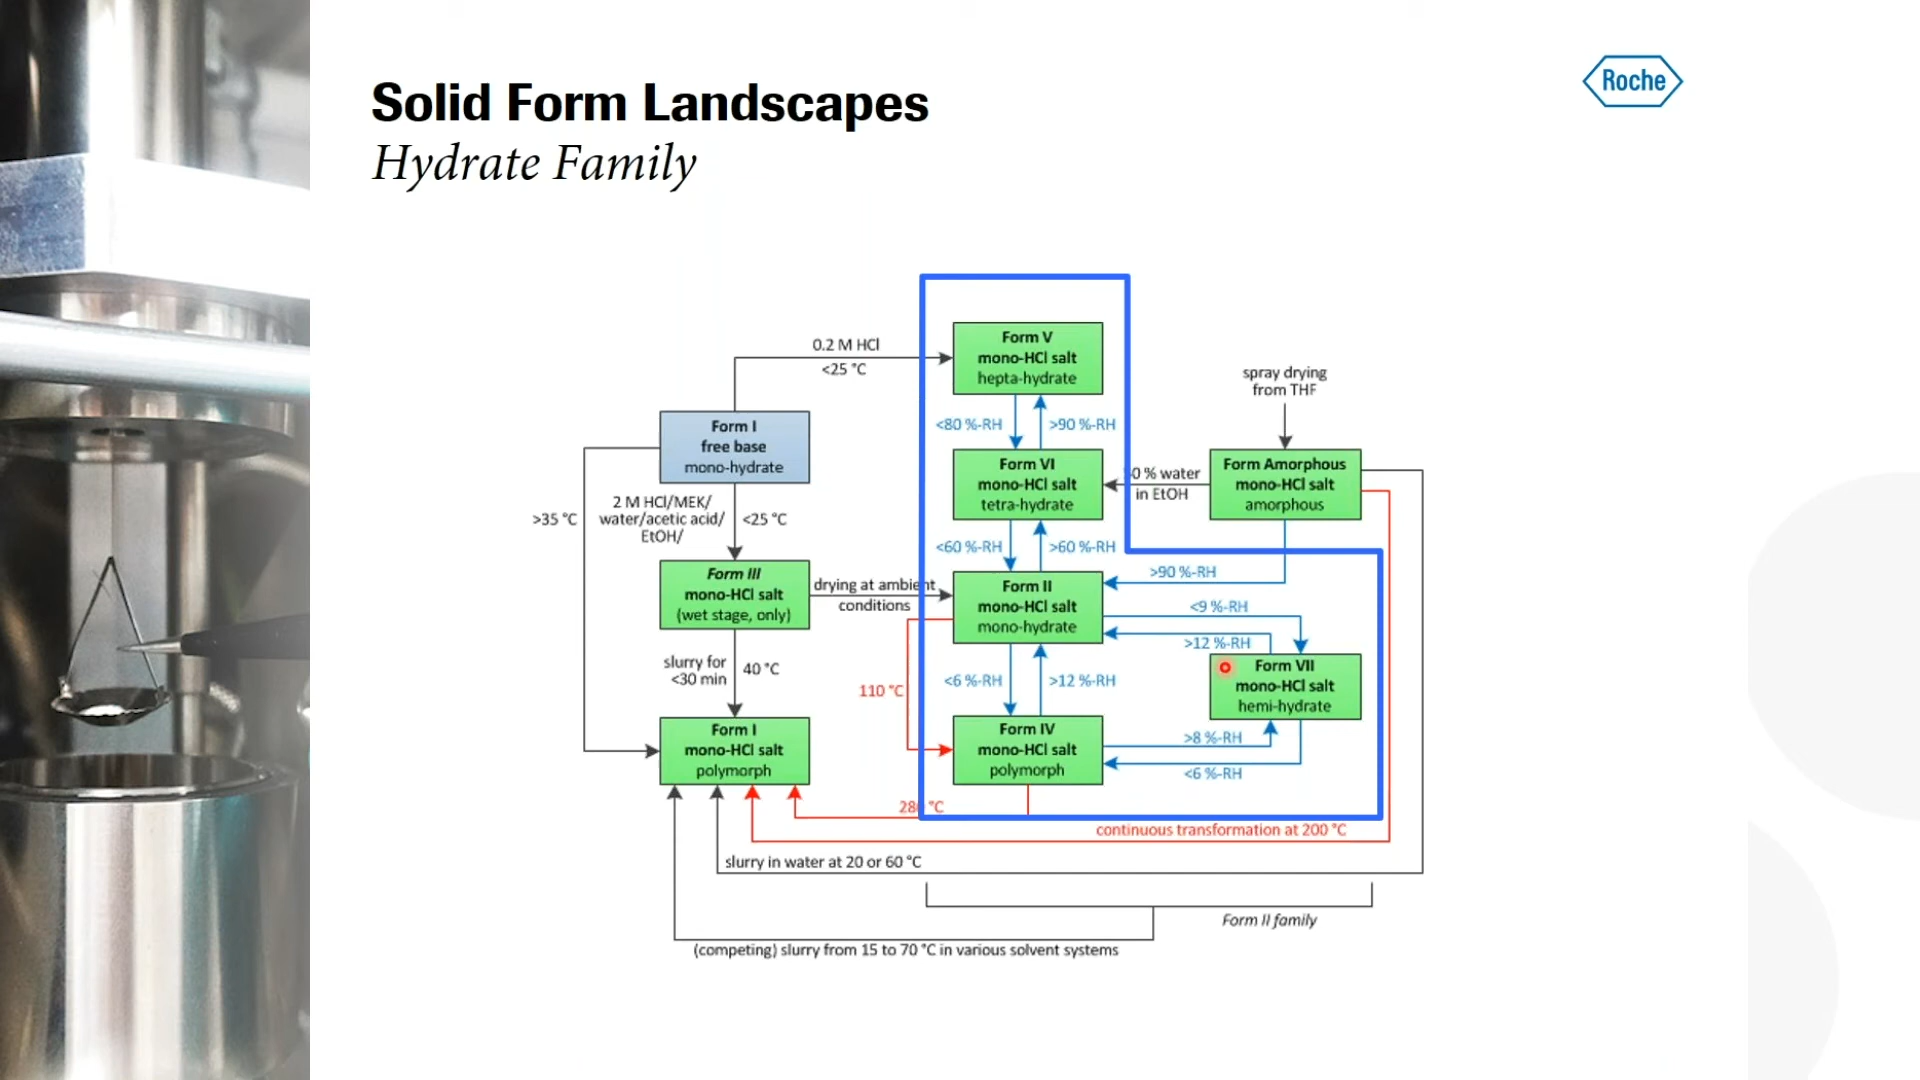 Solid Form Landscapes
Hydrate Family
Roche
0.2 M HCl
<25 °C
Form V
mono-HCl salt
hepta-hydrate
spray drying
from THF
<80 %-RH
>90 %-RH
Form I
free base
mono-hydrate
Form VI
mono-HCl salt
tetra-hydrate
0 % water
in EtOH
Form Amorphous
mono-HCl salt
amorphous
>35 °C
2 M HCl/MEK/
water/acetic acid/
EtOH/
<25 °C
<60 %-RH
>60 %-RH
>90 %-RH
Form III
mono-HCl salt
(wet stage, only)
drying at ambient
conditions
Form II
mono-HCl salt
mono-hydrate
<9 %-RH
>12 %-RH
slurry for
<30 min
40 °C
110 °C
<6 %-RH
>12 %-RH
Form VII
mono-HCl salt
hemi-hydrate
Form I
mono-HCl salt
polymorph
Form IV
mono-HCl salt
polymorph
>8 %-RH
<6 %-RH
280 °C
continuous transformation at 200 °C
slurry in water at 20 or 60 °C
Form II family
(competing) slurry from 15 to 70 °C in various solvent systems